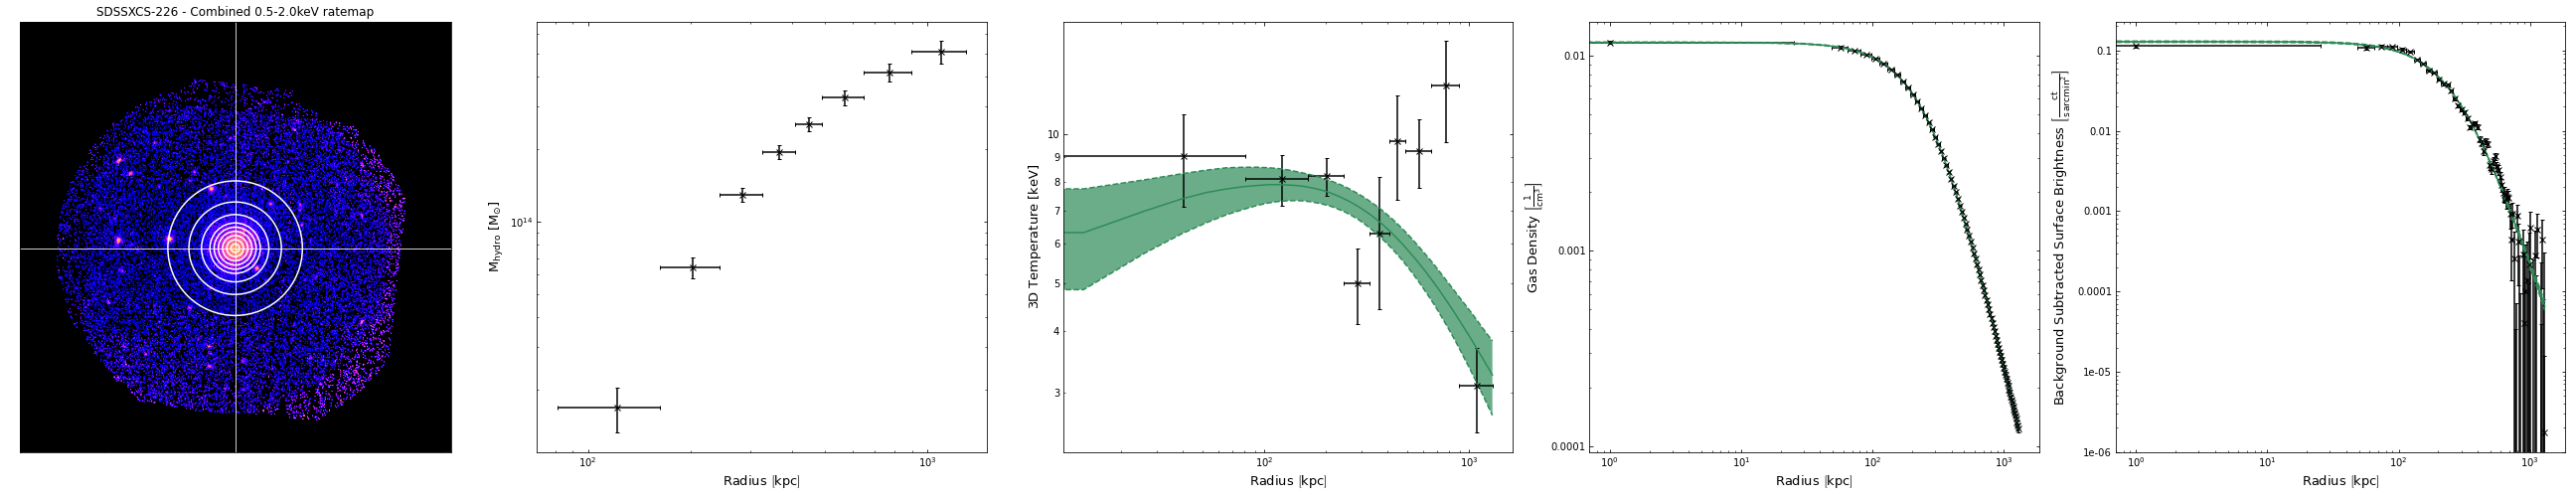 SDSSXCS-226 - Combined 0.5-2.0keV ratemap
M_hydro [M_⊙]
10^14
10^2
10^3
Radius [kpc]
3D Temperature [keV]
10
9
8
7
6
5
4
3
10^2
10^3
Radius [kpc]
Gas Density [1/cm^3]
0.01
0.001
0.0001
10^0
10^1
10^2
10^3
Radius [kpc]
Background Subtracted Surface Brightness [ct/s arcmin^2]
0.1
0.01
0.001
0.0001
1e-05
1e-06
10^0
10^1
10^2
10^3
Radius [kpc]